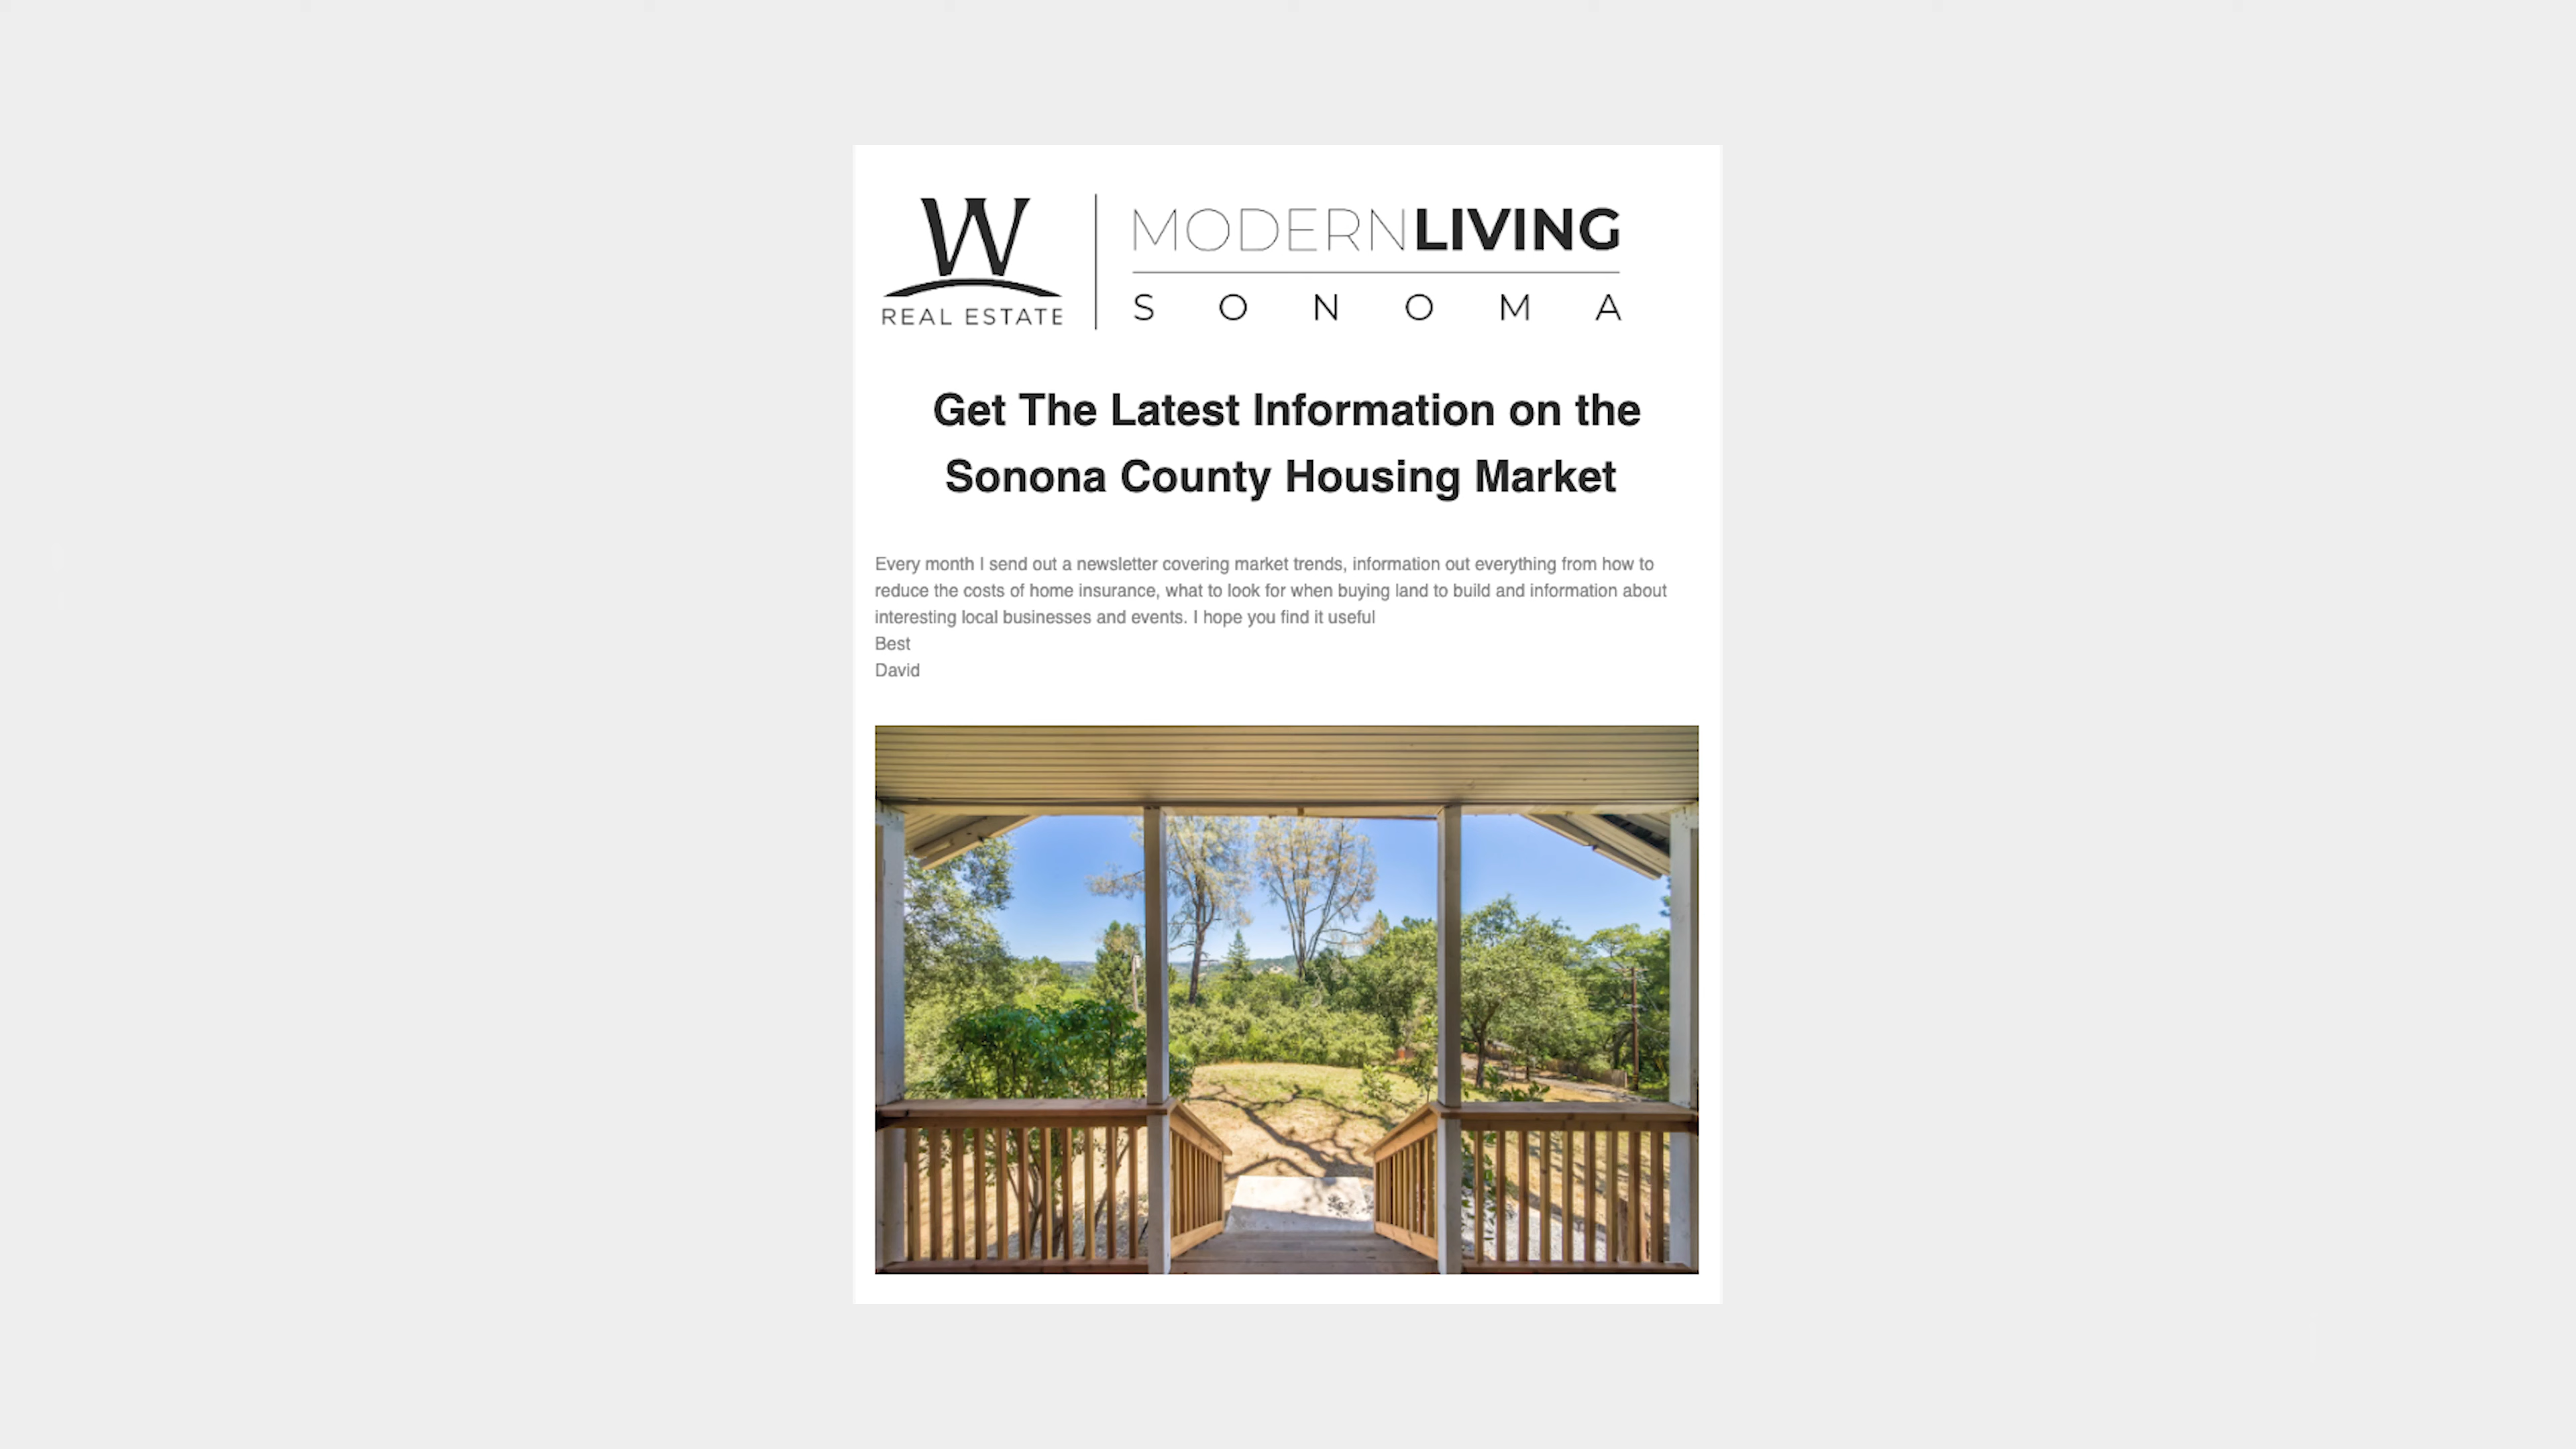 W
REAL ESTATE
MODERNLIVING
SONOMA
Get The Latest Information on the
Sonona County Housing Market
Every month I send out a newsletter covering market trends, information out everything from how to
reduce the costs of home insurance, what to look for when buying land to build and information about
interesting local businesses and events. I hope you find it useful
Best
David